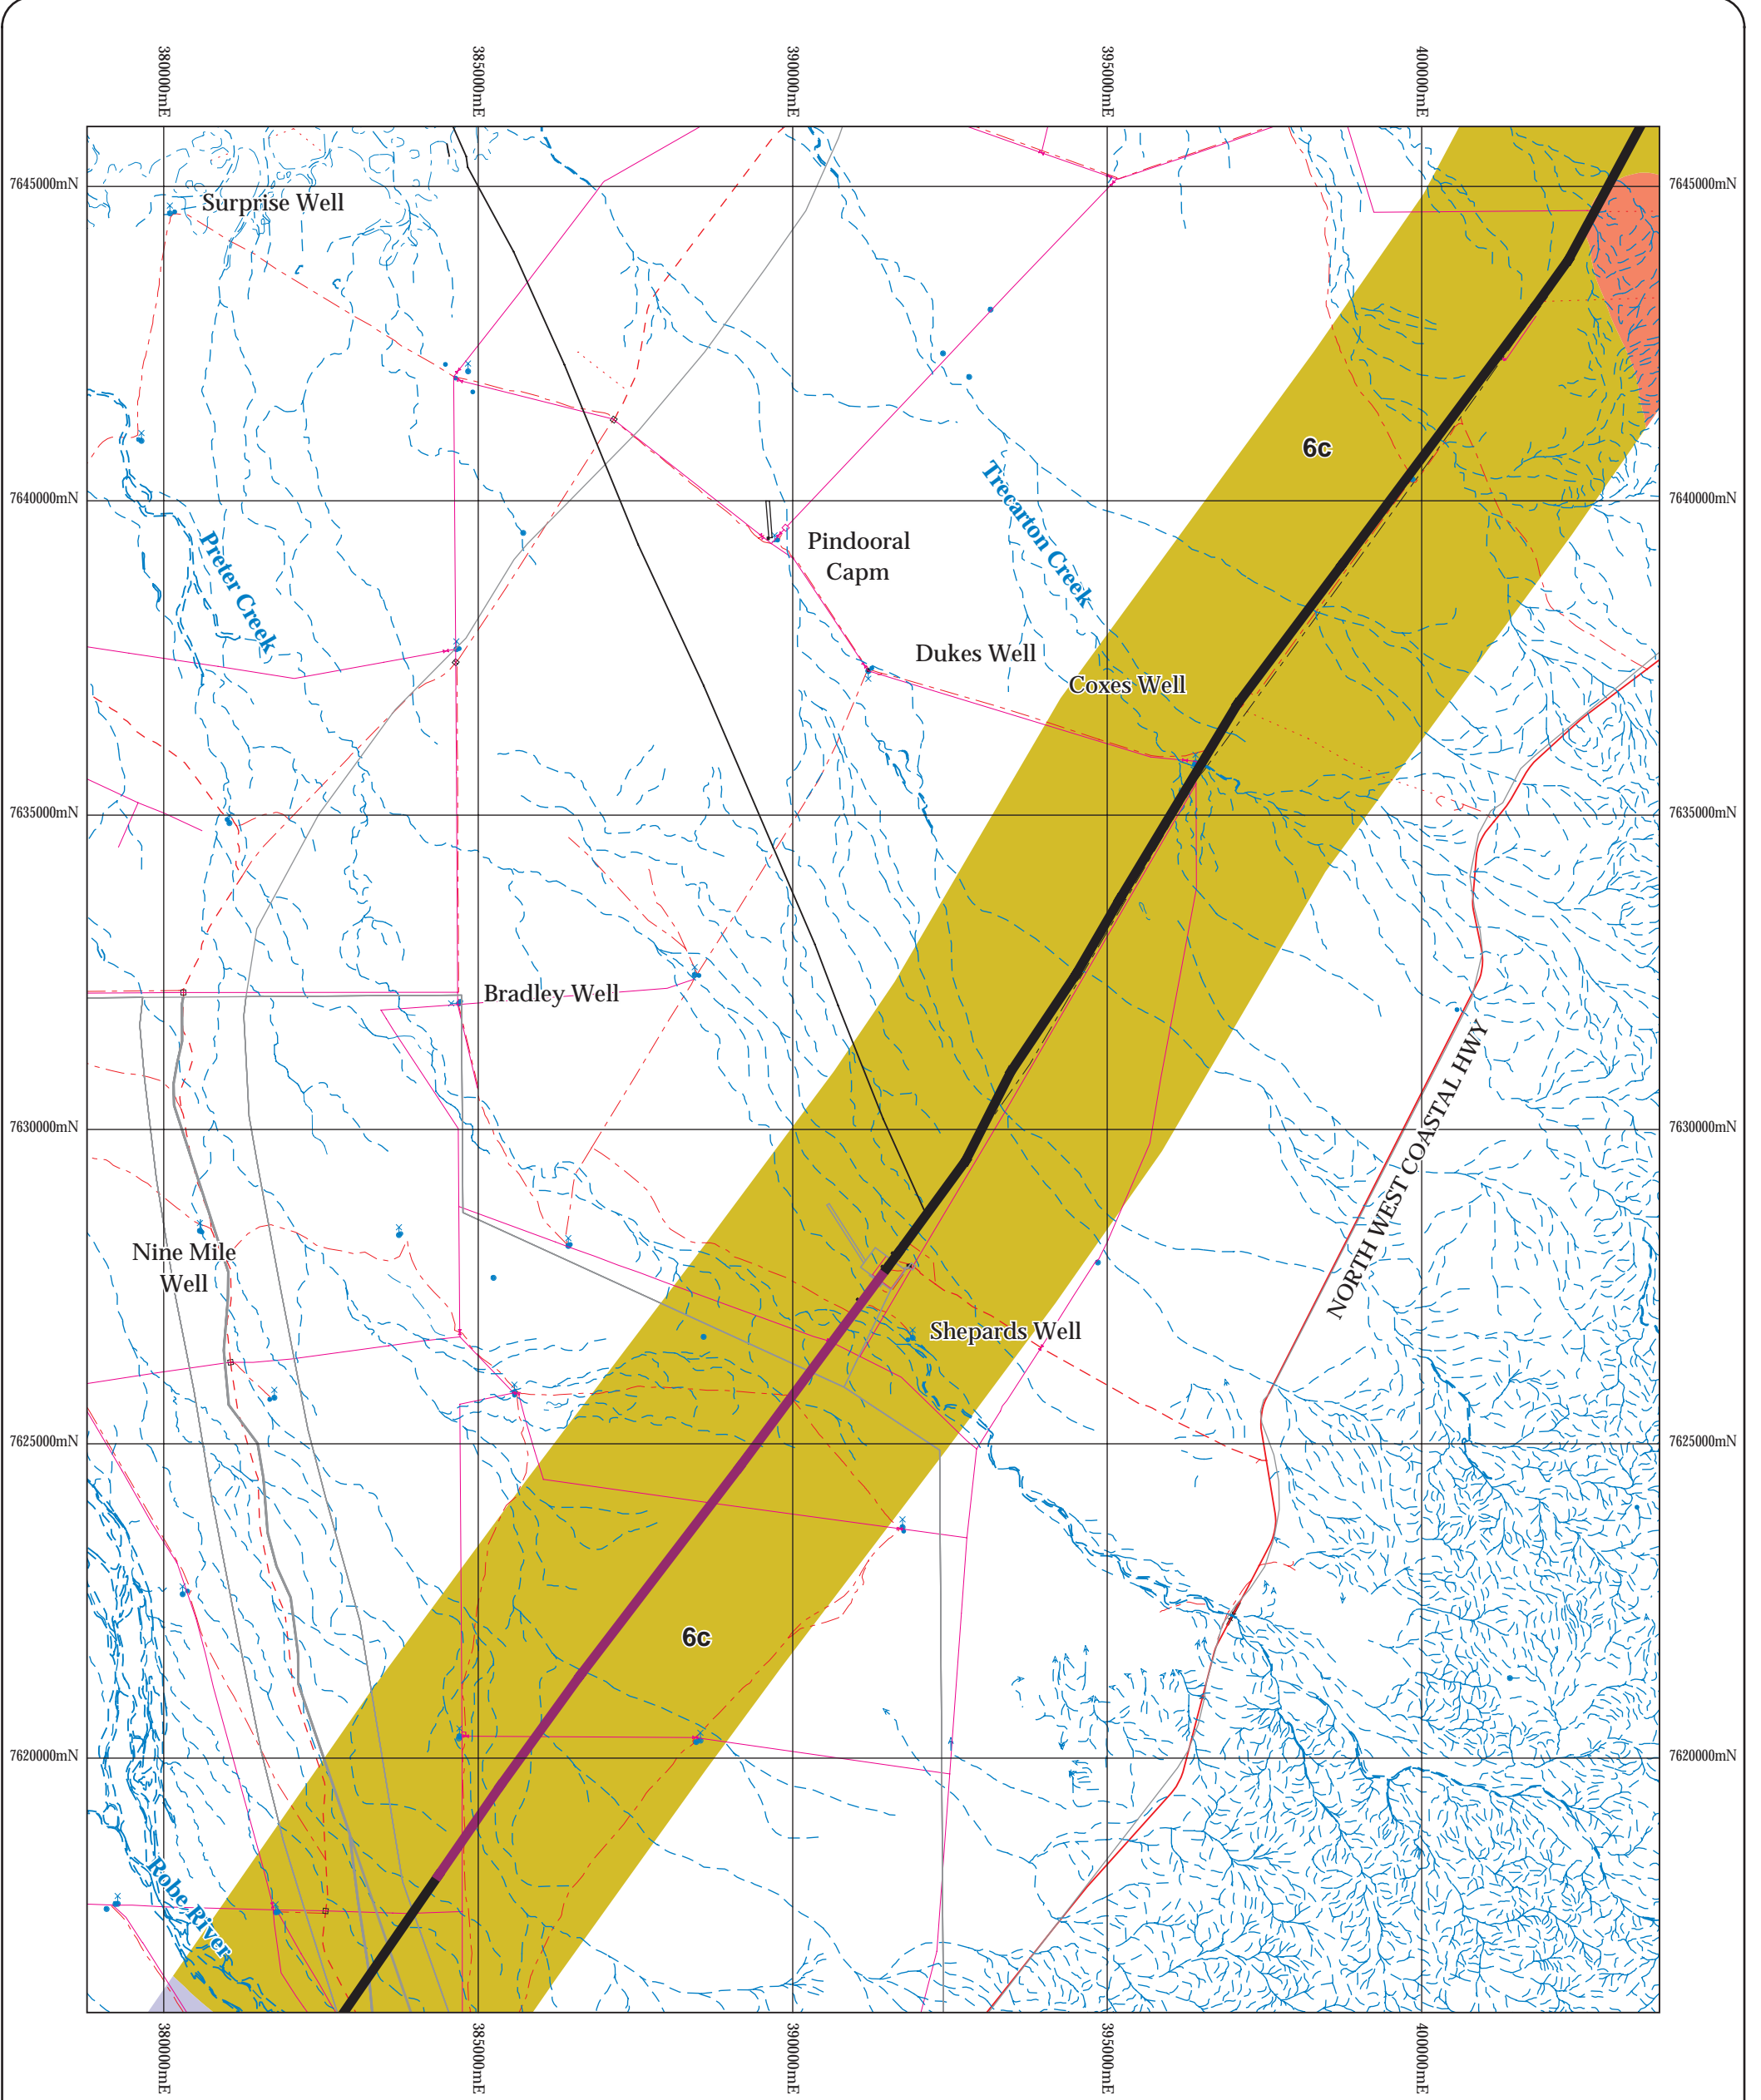 380000mE
385000mE
390000mE
395000mE
400000mE
7645000mN
7645000mN
Surprise Well
6c
Trecarton Creek
7640000mN
7640000mN
Preter Creek
Pindooral
Capm
Dukes Well
Coxes Well
7635000mN
7635000mN
Bradley Well
NORTH WEST COASTAL HWY
7630000mN
7630000mN
Nine Mile
Well
Shepards Well
7625000mN
7625000mN
6c
7620000mN
7620000mN
Robe River
380000mE
385000mE
390000mE
395000mE
400000mE